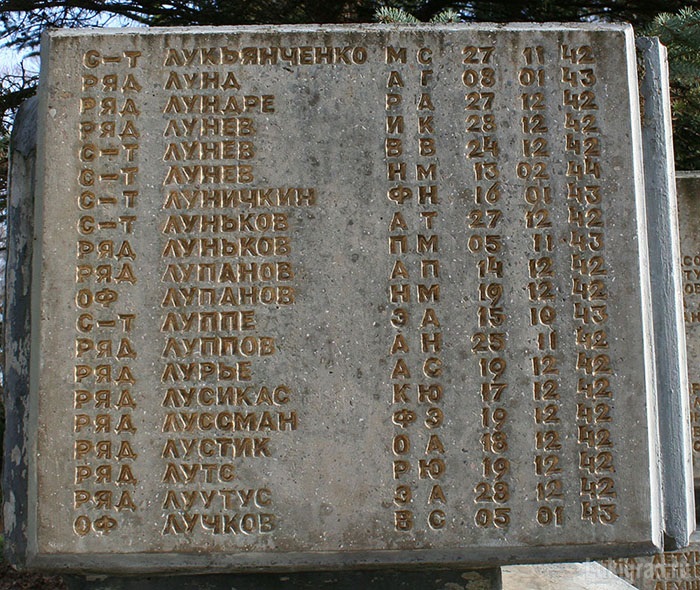 С-Т ЛУКЪЯНЧЕНКО М С 27 11 42
РЯД ЛУНД А Г 08 01 43
РЯД ЛУНДРЕ Р А 27 12 42
РЯД ЛУНЕВ И К 28 12 42
С-Т ЛУНЕВ В В 24 12 42
С-Т ЛУНЕВ Н М 13 02 44
С-Т ЛУНИЧКИН Ф Н 16 01 43
С-Т ЛУНЬКОВ А Т 27 12 42
РЯД ЛУНЬКОВ П М 05 11 43
РЯД ЛУПАНОВ А П 14 12 42
ОФ ЛУПАНОВ Н М 19 12 42
С-Т ЛУППЕ Э А 15 10 43
РЯД ЛУППОВ А Н 25 11 42
РЯД ЛУРЬЕ А С 19 12 42
РЯД ЛУСИКАС К Ю 17 12 42
РЯД ЛУССМАН Ф Э 19 12 42
РЯД ЛУСТИК О А 13 12 42
РЯД ЛУТС Р Ю 19 12 42
РЯД ЛУУТУС Э А 28 12 42
ОФ ЛУЧКОВ В С 05 01 43